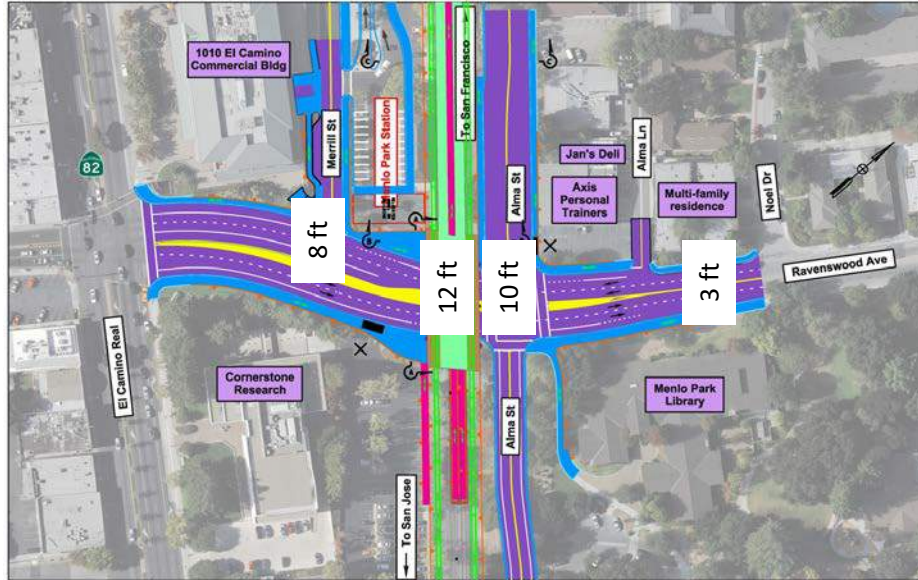 1010 El Camino
Commercial Bldg
82
Merrill St
Menlo Park Station
To San Francisco
C
C
Jan's Deli
Axis
Personal
Trainers
Alma Ln
Multi-family
residence
Noel Dr
Alma St
B
A
8 ft
12 ft
10 ft
3 ft
Ravenswood Ave
El Camino Real
Cornerstone
Research
A
Alma St
Menlo Park
Library
To San Jose